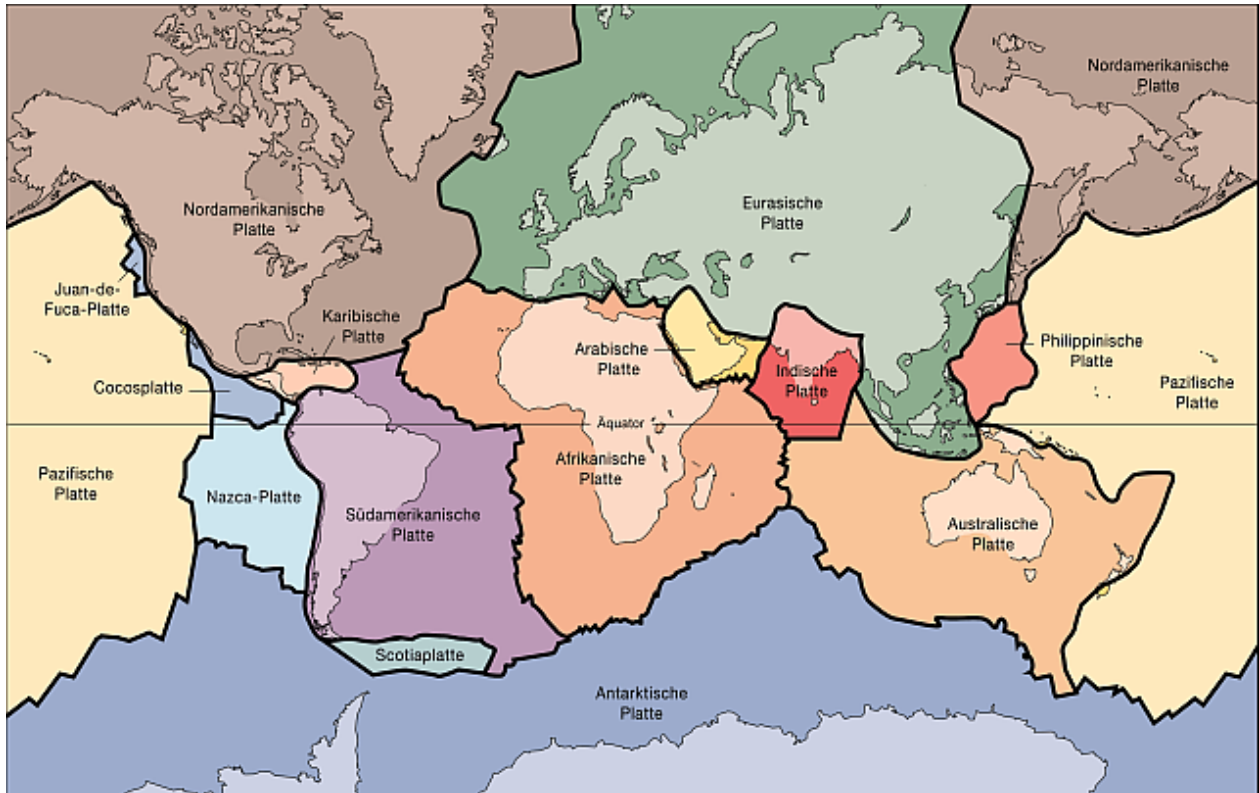 Nordamerikanische
Platte
Nordamerikanische
Platte
Eurasische
Platte
Juan-de-
Fuca-Platte
Karibische
Platte
Arabische
Platte
Philippinische
Platte
Cocosplatte
Indische
Platte
Pazifische
Platte
Äquator
Afrikanische
Platte
Pazifische
Platte
Nazca-Platte
Südamerikanische
Platte
Australische
Platte
Scotiaplatte
Antarktische
Platte